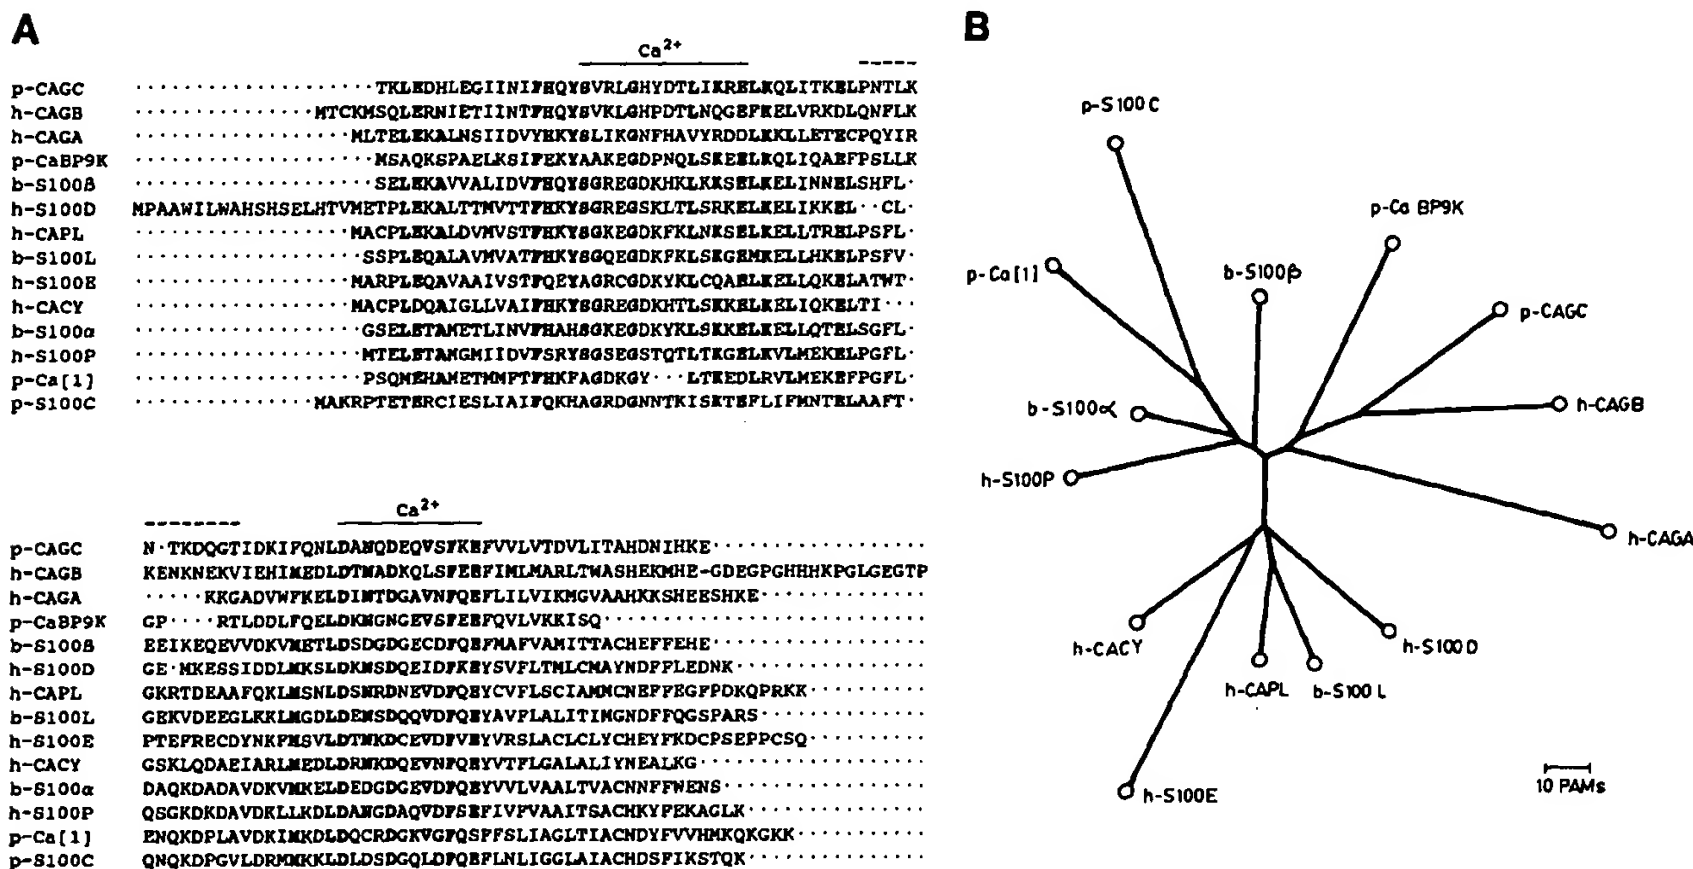 A
Ca2+
p-CAGC ····················TKLEDHLEGIINIFHQYSVRLGHYDTLIKRELKQLITKELPNTLK
h-CAGB ···············MTCKMSQLERNIETIINTFHQYSVKLGHPDTLNQGEFKELVRKDLQNFLK
h-CAGA ··················MLTELEKALNSIIDVYHKYSLIKGNFHAVYRDDLKKLLETECPQYIR
p-CaBP9K ····················MSAQKSPAELKSIFEKYAAKEGDPNQLSKEELKQLIQAEFPSLLK
b-S100ß ····················SELEKAVVALIDVFHQYSGREGDKHKLKKSELKELINNELSHFL·
h-S100D MPAAWILWAHSHSELHTVMETPLEKALTTMVTTFHKYSGREGSKLTLSRKELKELIKKEL··CL·
h-CAPL ··················MACPLEKALDVMVSTFHKYSGKEGDKFKLNKSELKELLTRELPSFL·
b-S100L ···················SSPLEQALAVMVATFHKYSGQEGDKFKLSKGEMKELLHKELPSFV·
h-S100E ··················MARPLEQAVAAIVSTFQEYAGRCGDKYKLCQAELKELLQKELATWT·
h-CACY ··················MACPLDQAIGLLVAIFHKYSGREGDKHTLSKKELKELIQKELTI···
b-S100α ···················GSELETAMETLINVFHAHSGKEGDKYKLSKKELKELLQTELSGFL·
h-S100P ···················MTELETAMGMIIDVFSRYSGSEGSTQTLTKGELKVLMEKELPGFL·
p-Ca[1] ···················PSQMEHAMETMMFTFHKFAGDKGY···LTKEDLRVLMEKEFPGFL·
p-S100C ···············MAKRPTETERCIESLIAIFQKHAGRDGNNTKISKTEFLIFMNTELAAFT·
Ca2+
p-CAGC N·TKDQGTIDKIFQNLDANQDEQVSFKEFVVLVTDVLITAHDNIHKE··················
h-CAGB KENKNEKVIEHIMEDLDTNADKQLSFEEFIMLMARLTWASHEKMHE-GDEGPGHHHKPGLGEGTP
h-CAGA ·····KKGADVWFKELDINTDGAVNFQEFLILVIKMGVAAHKKSHEESHKE··············
p-CaBP9K GP····RTLDDLFQELDKNGNGEVSFEEFQVLVKKISQ···························
b-S100ß EEIKEQEVVDKVMETLDSDGDGECDFQEFMAFVAMITTACHEFFEHE··················
h-S100D GE·MKESSIDDLMKSLDKNSDQEIDFKEYSVFLTMLCMAYNDFFLEDNK················
h-CAPL GKRTDEAAFQKLMSNLDSNRDNEVDFQEYCVFLSCIAMMCNEFFEGFPDKQPRKK··········
b-S100L GEKVDEEGLKKLMGDLDENSDQQVDFQEYAVFLALITIMGNDFFQGSPARS··············
h-S100E PTEFRECDYNKFMSVLDTNKDCEVDFVEYVRSLACLCLYCHEYFKDCPSEPPCSQ··········
h-CACY GSKLQDAEIARLMEDLDRNKDQEVNFQEYVTFLGALALIYNEALKG···················
b-S100α DAQKDADAVDKVMKELDEDGDGEVDFQEYVVLVAALTVACNNFFWENS·················
h-S100P QSGKDKDAVDKLLKDLDANGDAQVDFSEFIVFVAAITSACHKYFEKAGLK···············
p-Ca[1] ENQKDPLAVDKIMKDLDQCRDGKVGFQSFFSLIAGLTIACNDYFVVHMKQKGKK···········
p-S100C QNQKDPGVLDRMMKKLDLDSDGQLDFQEFLNLIGGLAIACHDSFIKSTQK···············
B
p-S100C
p-Ca BP9K
p-Ca[1]
b-S100β
p-CAGC
b-S100α
h-CAGB
h-S100P
h-CAGA
h-CACY
h-S100D
h-CAPL
b-S100L
h-S100E
10 PAMs